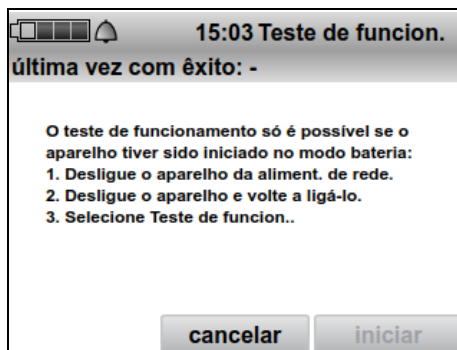 15:03 Teste de funcion.
última vez com êxito: -
O teste de funcionamento só é possível se o
aparelho tiver sido iniciado no modo bateria:
1. Desligue o aparelho da aliment. de rede.
2. Desligue o aparelho e volte a ligá-lo.
3. Selecione Teste de funcion..
cancelar
iniciar